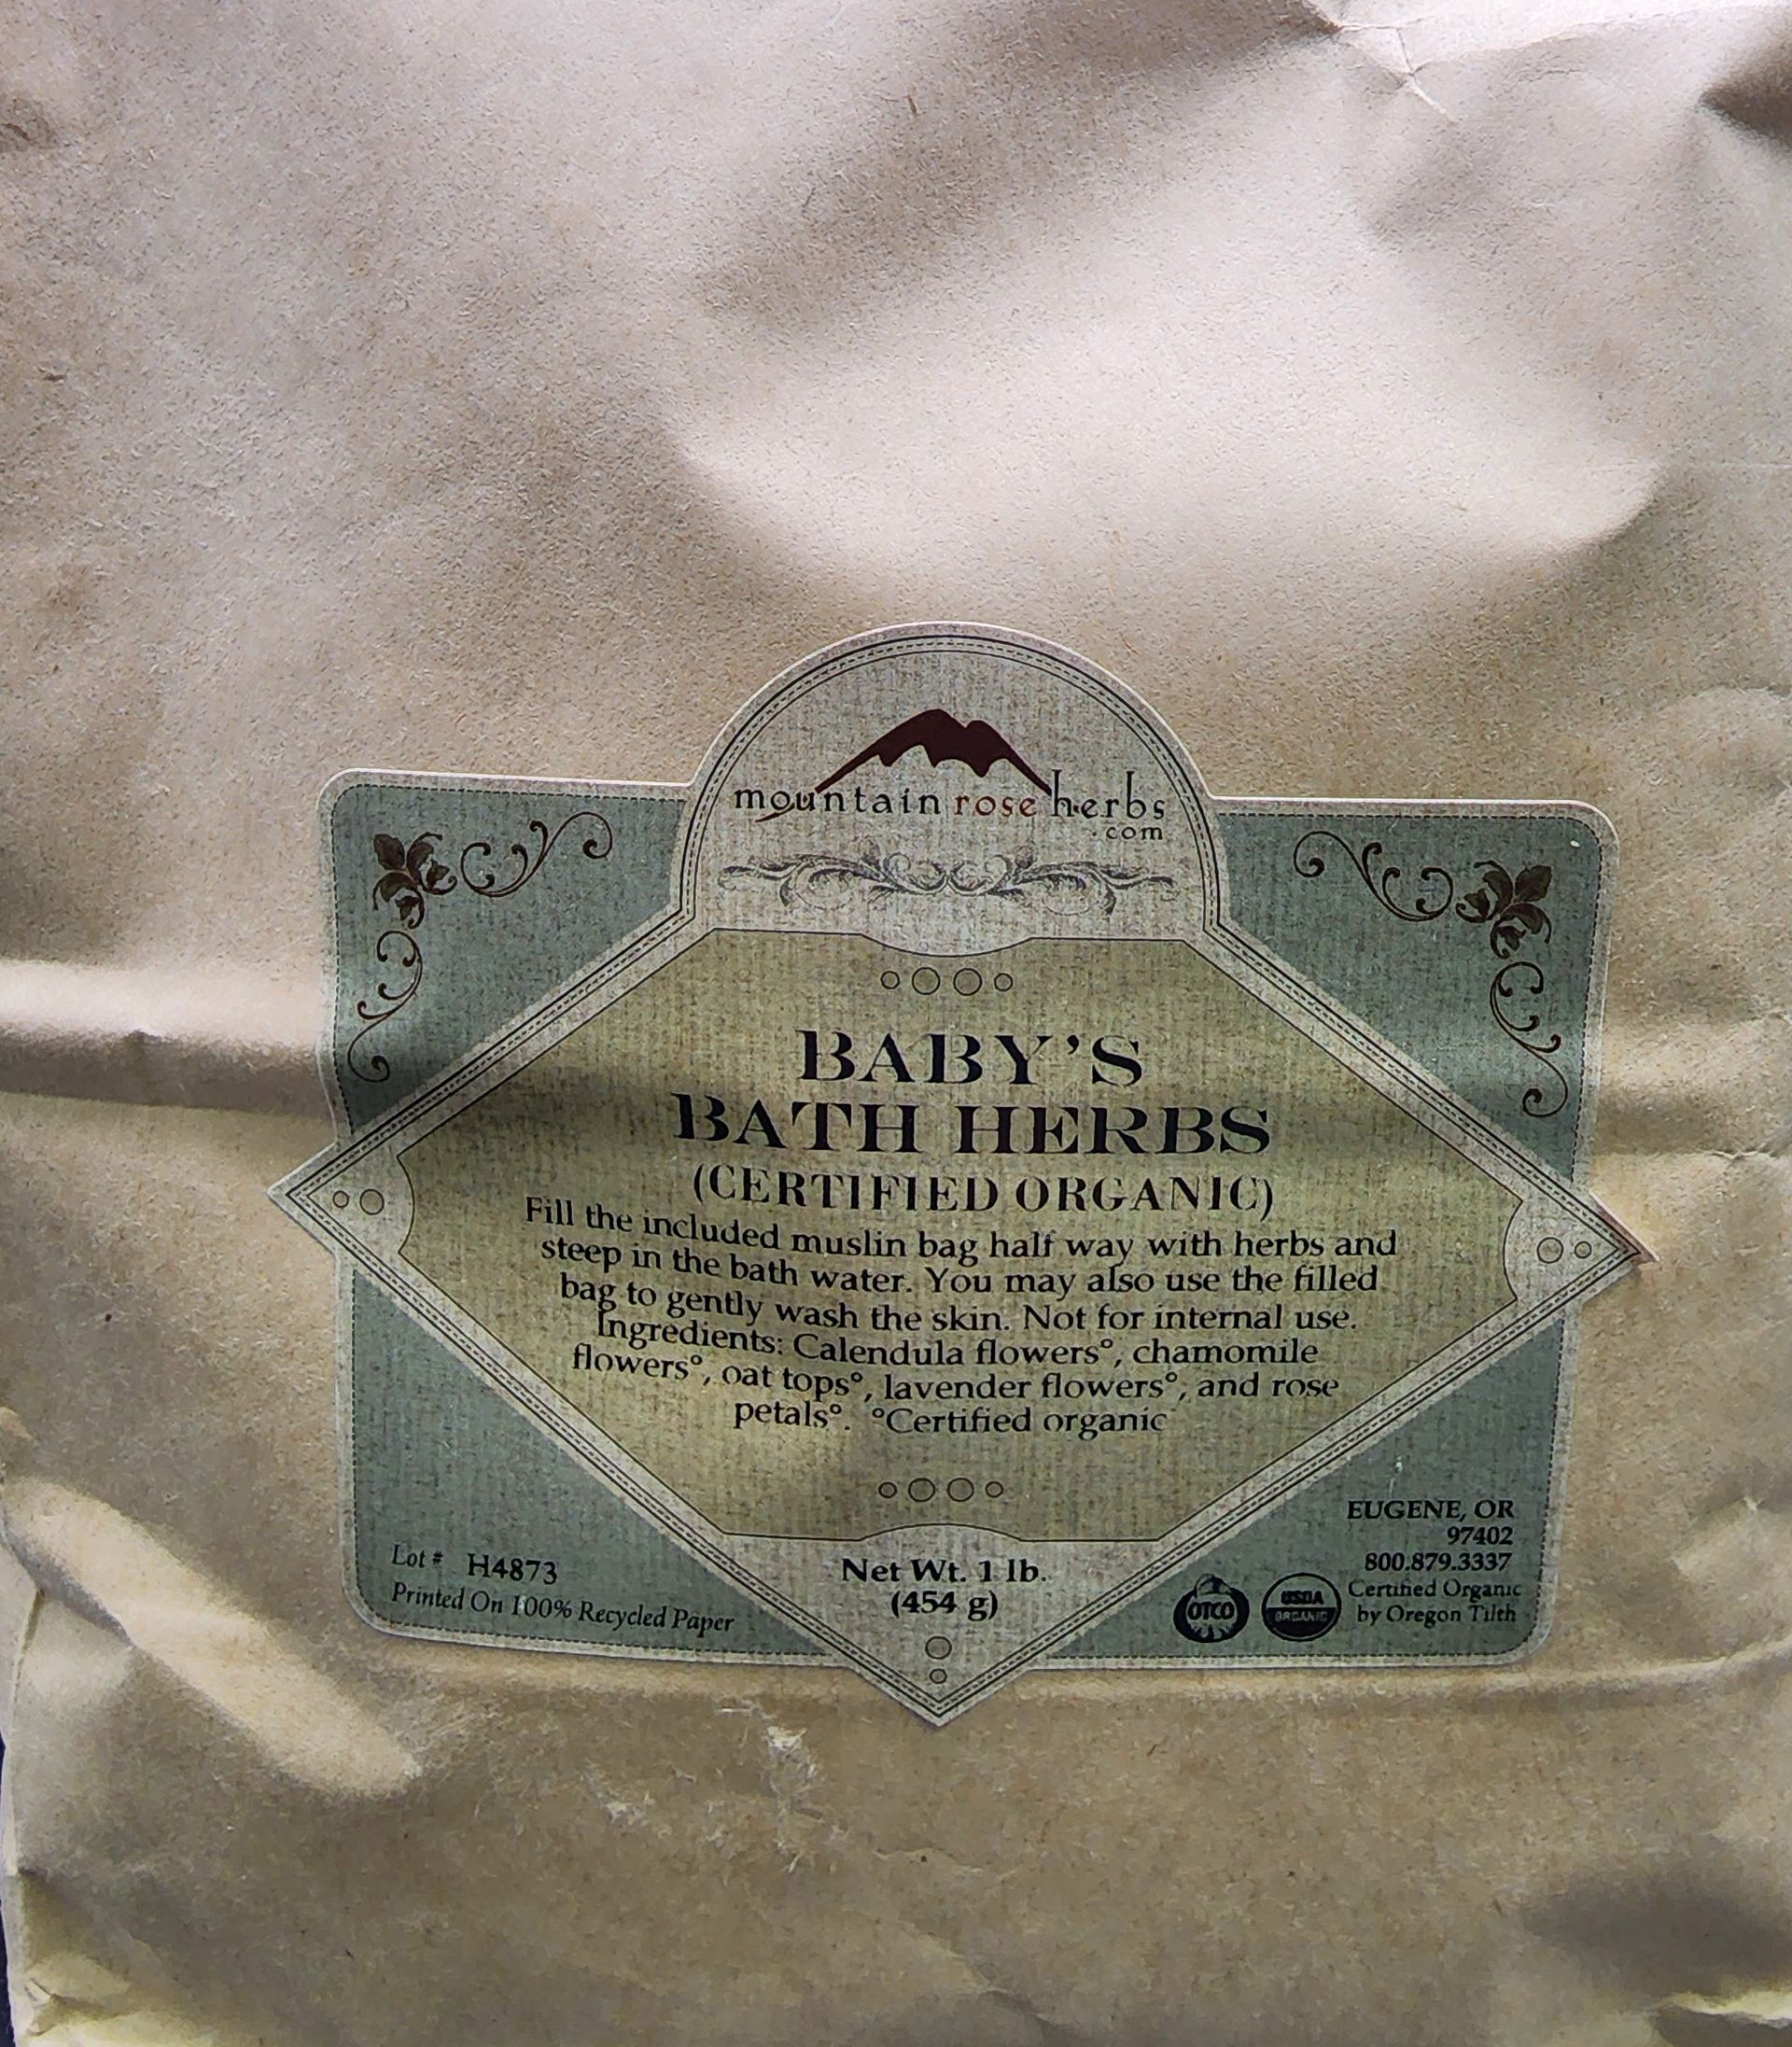 mountain rose herbs
.com
BABY'S
BATH HERBS
(CERTIFIED ORGANIC)
Fill the included muslin bag half way with herbs and
steep in the bath water. You may also use the filled
bag to gently wash the skin. Not for internal use.
Ingredients: Calendula flowers°, chamomile
flowers°, oat tops°, lavender flowers°, and rose
petals°. °Certified organic
Net Wt. 1 lb.
(454 g)
Lot # H4873
Printed On 100% Recycled Paper
EUGENE, OR
97402
800.879.3337
Certified Organic
by Oregon Tilth
OTCO
USDA
ORGANIC